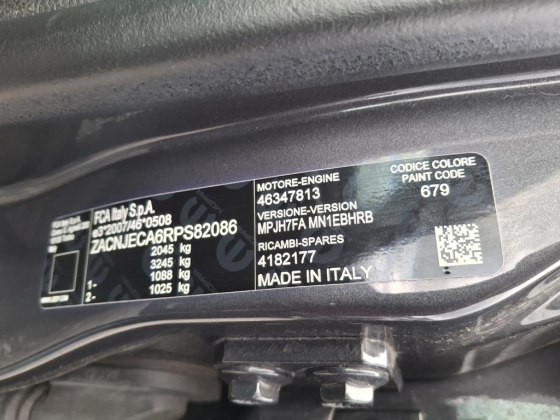 FCA Italy S.p.A.
e3*2007/46*0508
ZACNJECA6RPS82086
2045 kg
3245 kg
1- 1088 kg
2- 1025 kg
MOTORE-ENGINE
46347813
VERSIONE-VERSION
MPJH7FA MN1EBHRB
RICAMBI-SPARES
4182177
MADE IN ITALY
CODICE COLORE
PAINT CODE
679